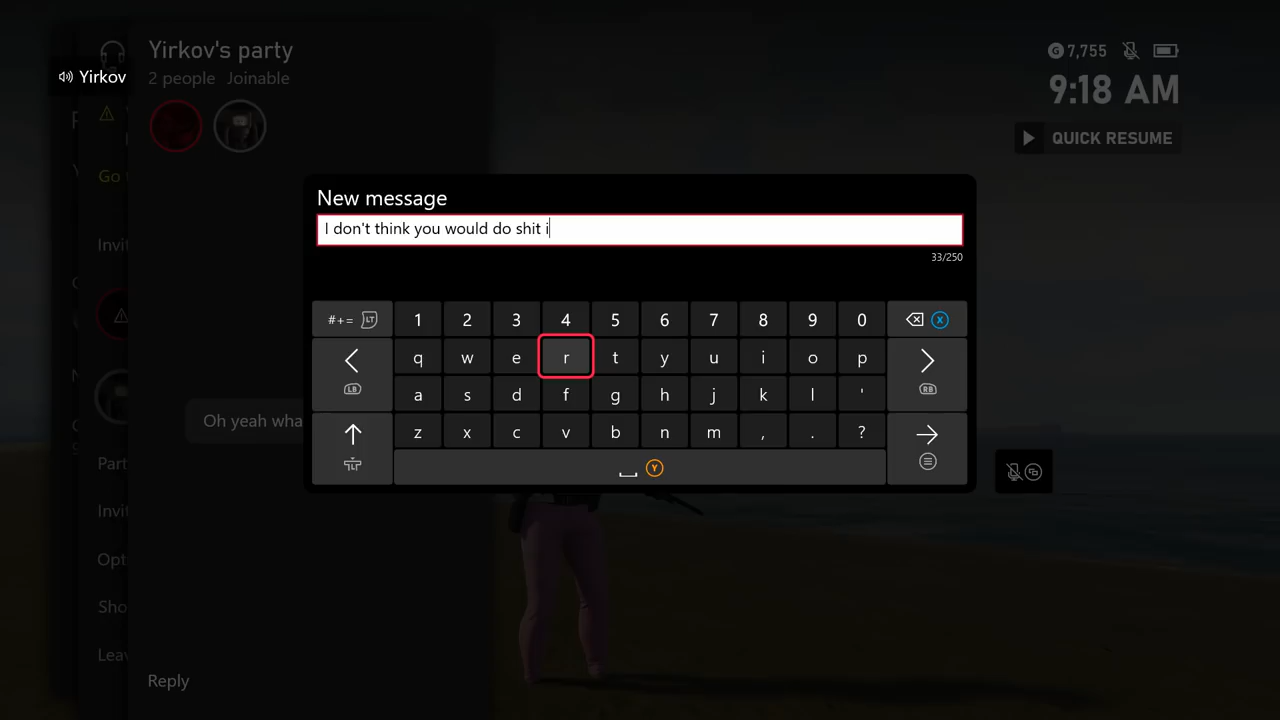 Yirkov's party
Yirkov
2 people Joinable
7,755
9:18 AM
QUICK RESUME
Go
Invi
New message
I don't think you would do shit i
33/250
#+= LT 1 2 3 4 5 6 7 8 9 0 X
LB q w e r t y u i o p RB
a s d f g h j k l '
z x c v b n m , . ?
Y
Oh yeah wha
Part
Invi
Opt
Sho
Leav
Reply